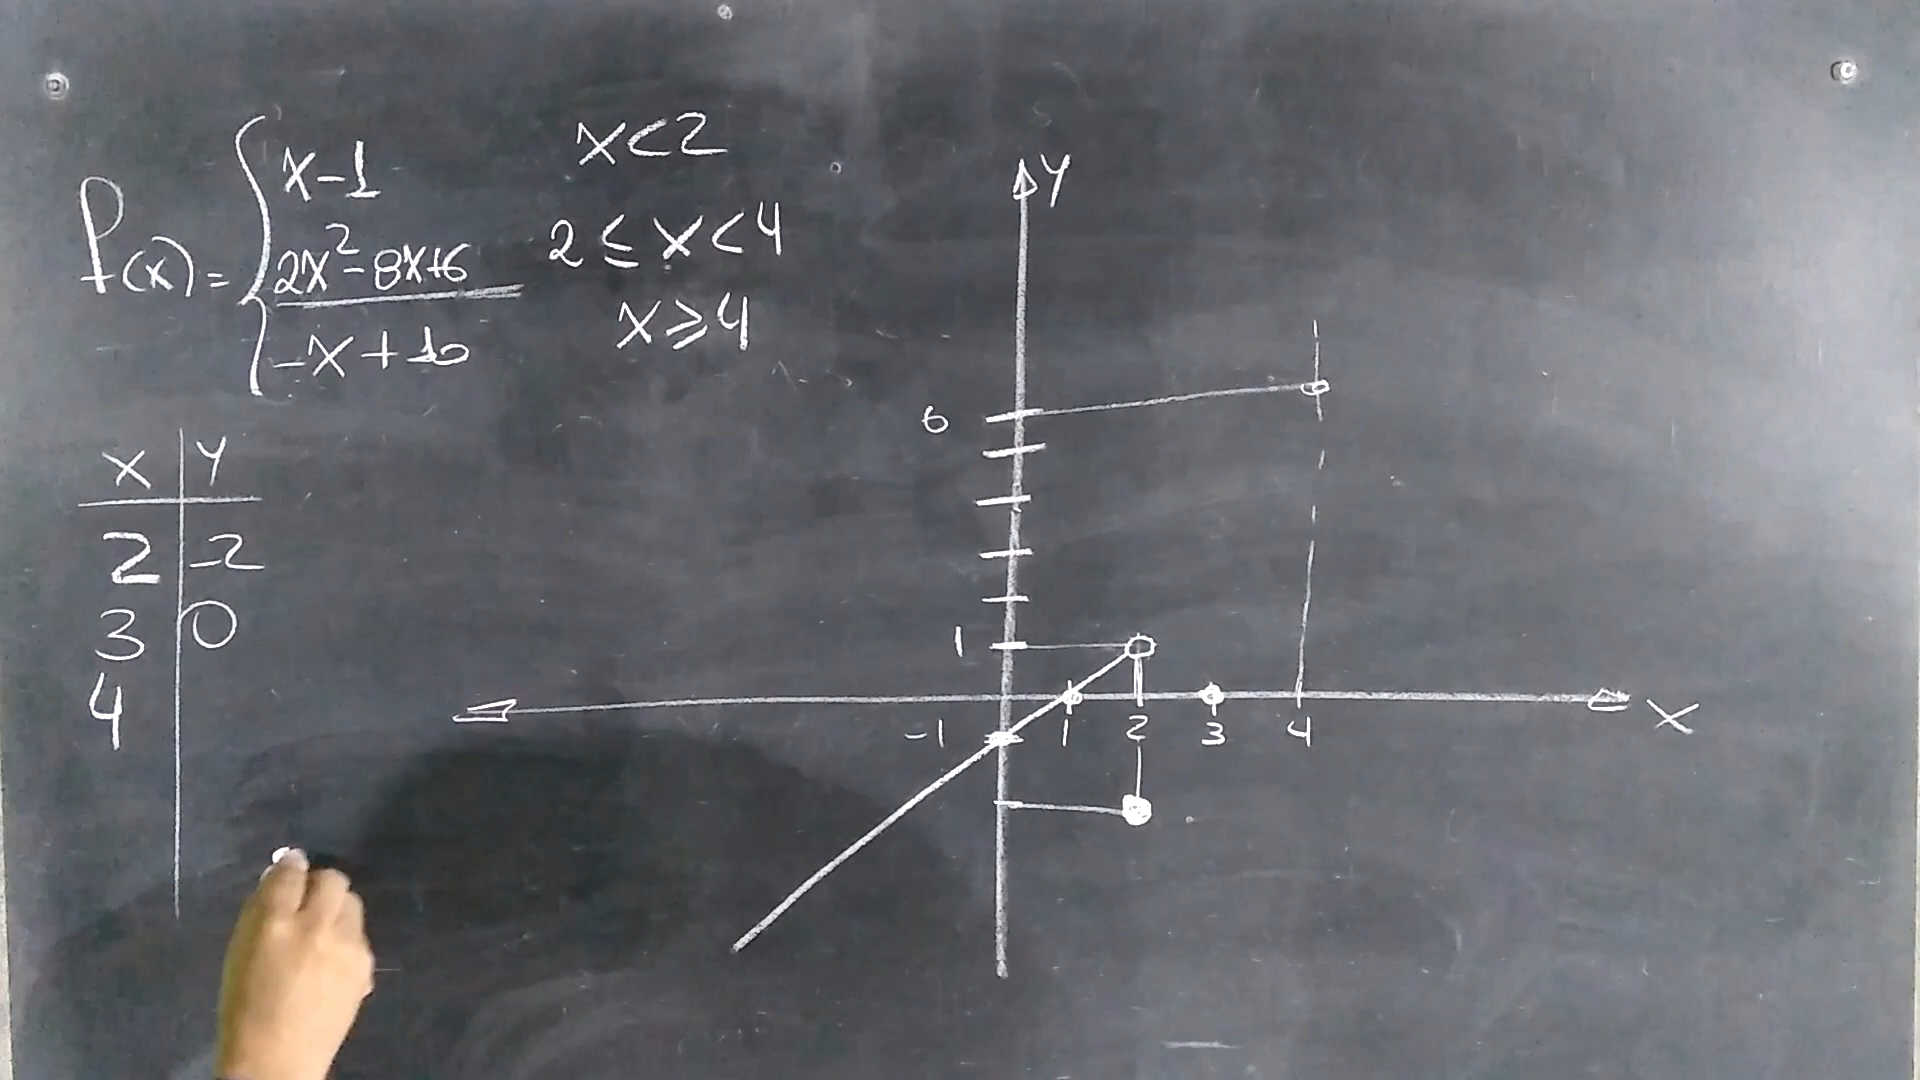 f(x) = { x-1 x<2
2x²-8x+6 2 ≤ x < 4
-x+10 x ≥ 4
x y
2 -2
3 0
4
y
6
1
-1 1 2 3 4 x